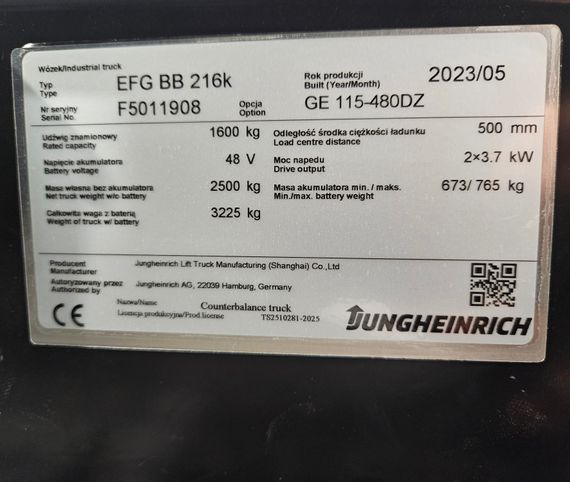 Wózek/Industrial truck
Typ
Type
EFG BB 216k
Rok produkcji
Built (Year/Month)
2023/05
Nr seryjny
Serial No.
F5011908
Opcja
Option
GE 115-480DZ
Udźwig znamionowy
Rated capacity
1600 kg
Odległość środka ciężkości ładunku
Load centre distance
500 mm
Napięcie akumulatora
Battery voltage
48 V
Moc napedu
Drive output
2×3.7 kW
Masa własna bez akumulatora
Net truck weight w/o battery
2500 kg
Masa akumulatora min. / maks.
Min./max. battery weight
673/ 765 kg
Całkowita waga z baterią
Weight of truck w/ battery
3225 kg
Producent
Manufacturer
Jungheinrich Lift Truck Manufacturing (Shanghai) Co.,Ltd
Autoryzowany przez
Authorized by
Jungheinrich AG, 22039 Hamburg, Germany
CE
Nazwa/Name
Counterbalance truck
Licencja produkcyjna/Prod.license
TS2510281-2025
JUNGHEINRICH